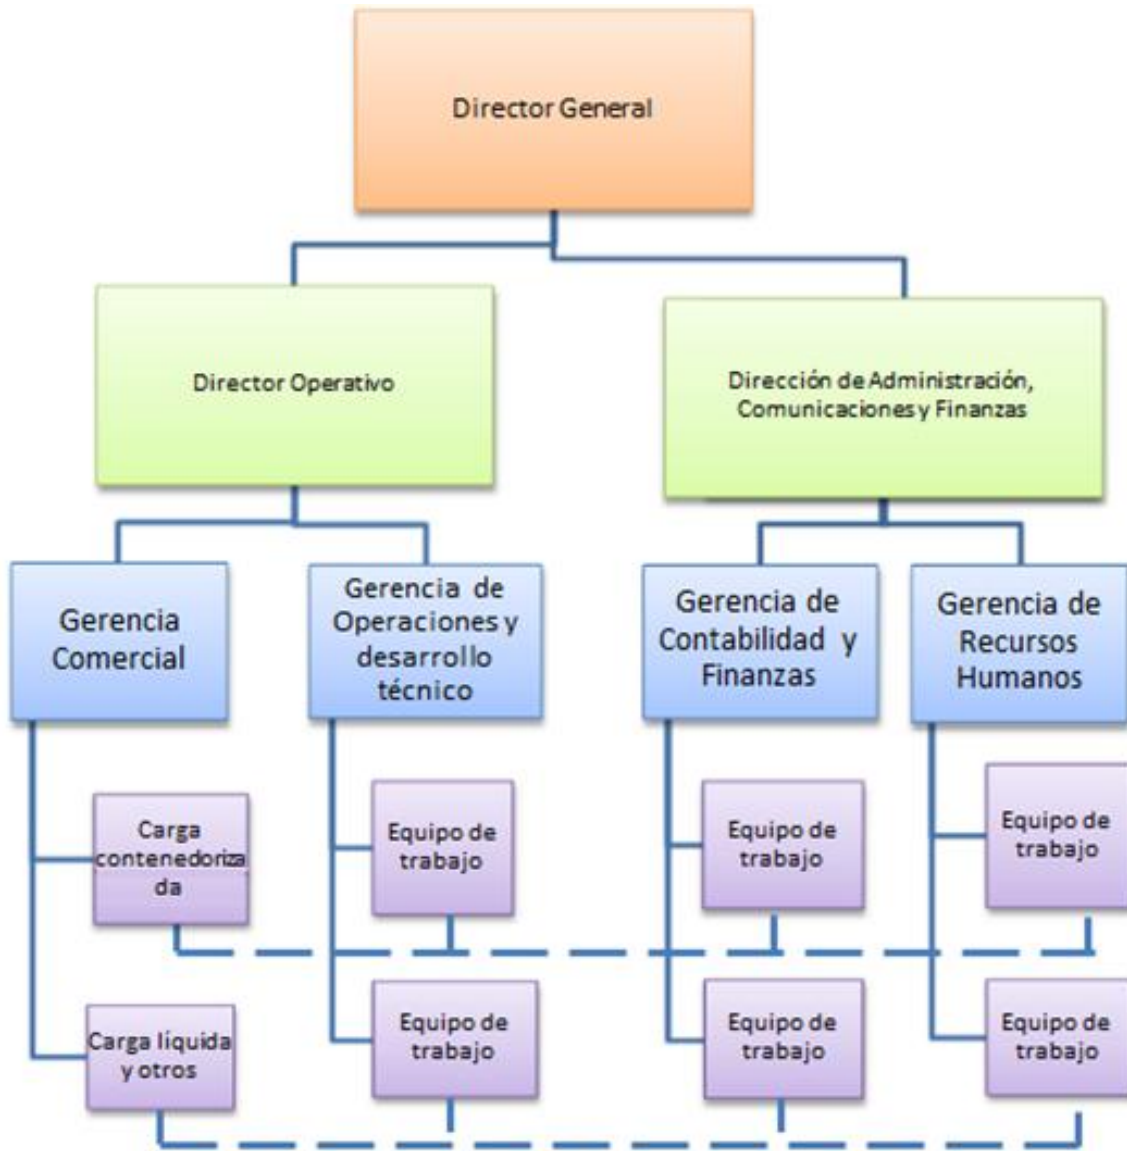 Director General
Director Operativo
Dirección de Administración,
Comunicaciones y Finanzas
Gerencia
Comercial
Gerencia de
Operaciones y
desarrollo
técnico
Gerencia de
Contabilidad y
Finanzas
Gerencia de
Recursos
Humanos
Carga
contenedoriza
da
Equipo de
trabajo
Equipo de
trabajo
Equipo de
trabajo
Carga líquida
y otros
Equipo de
trabajo
Equipo de
trabajo
Equipo de
trabajo